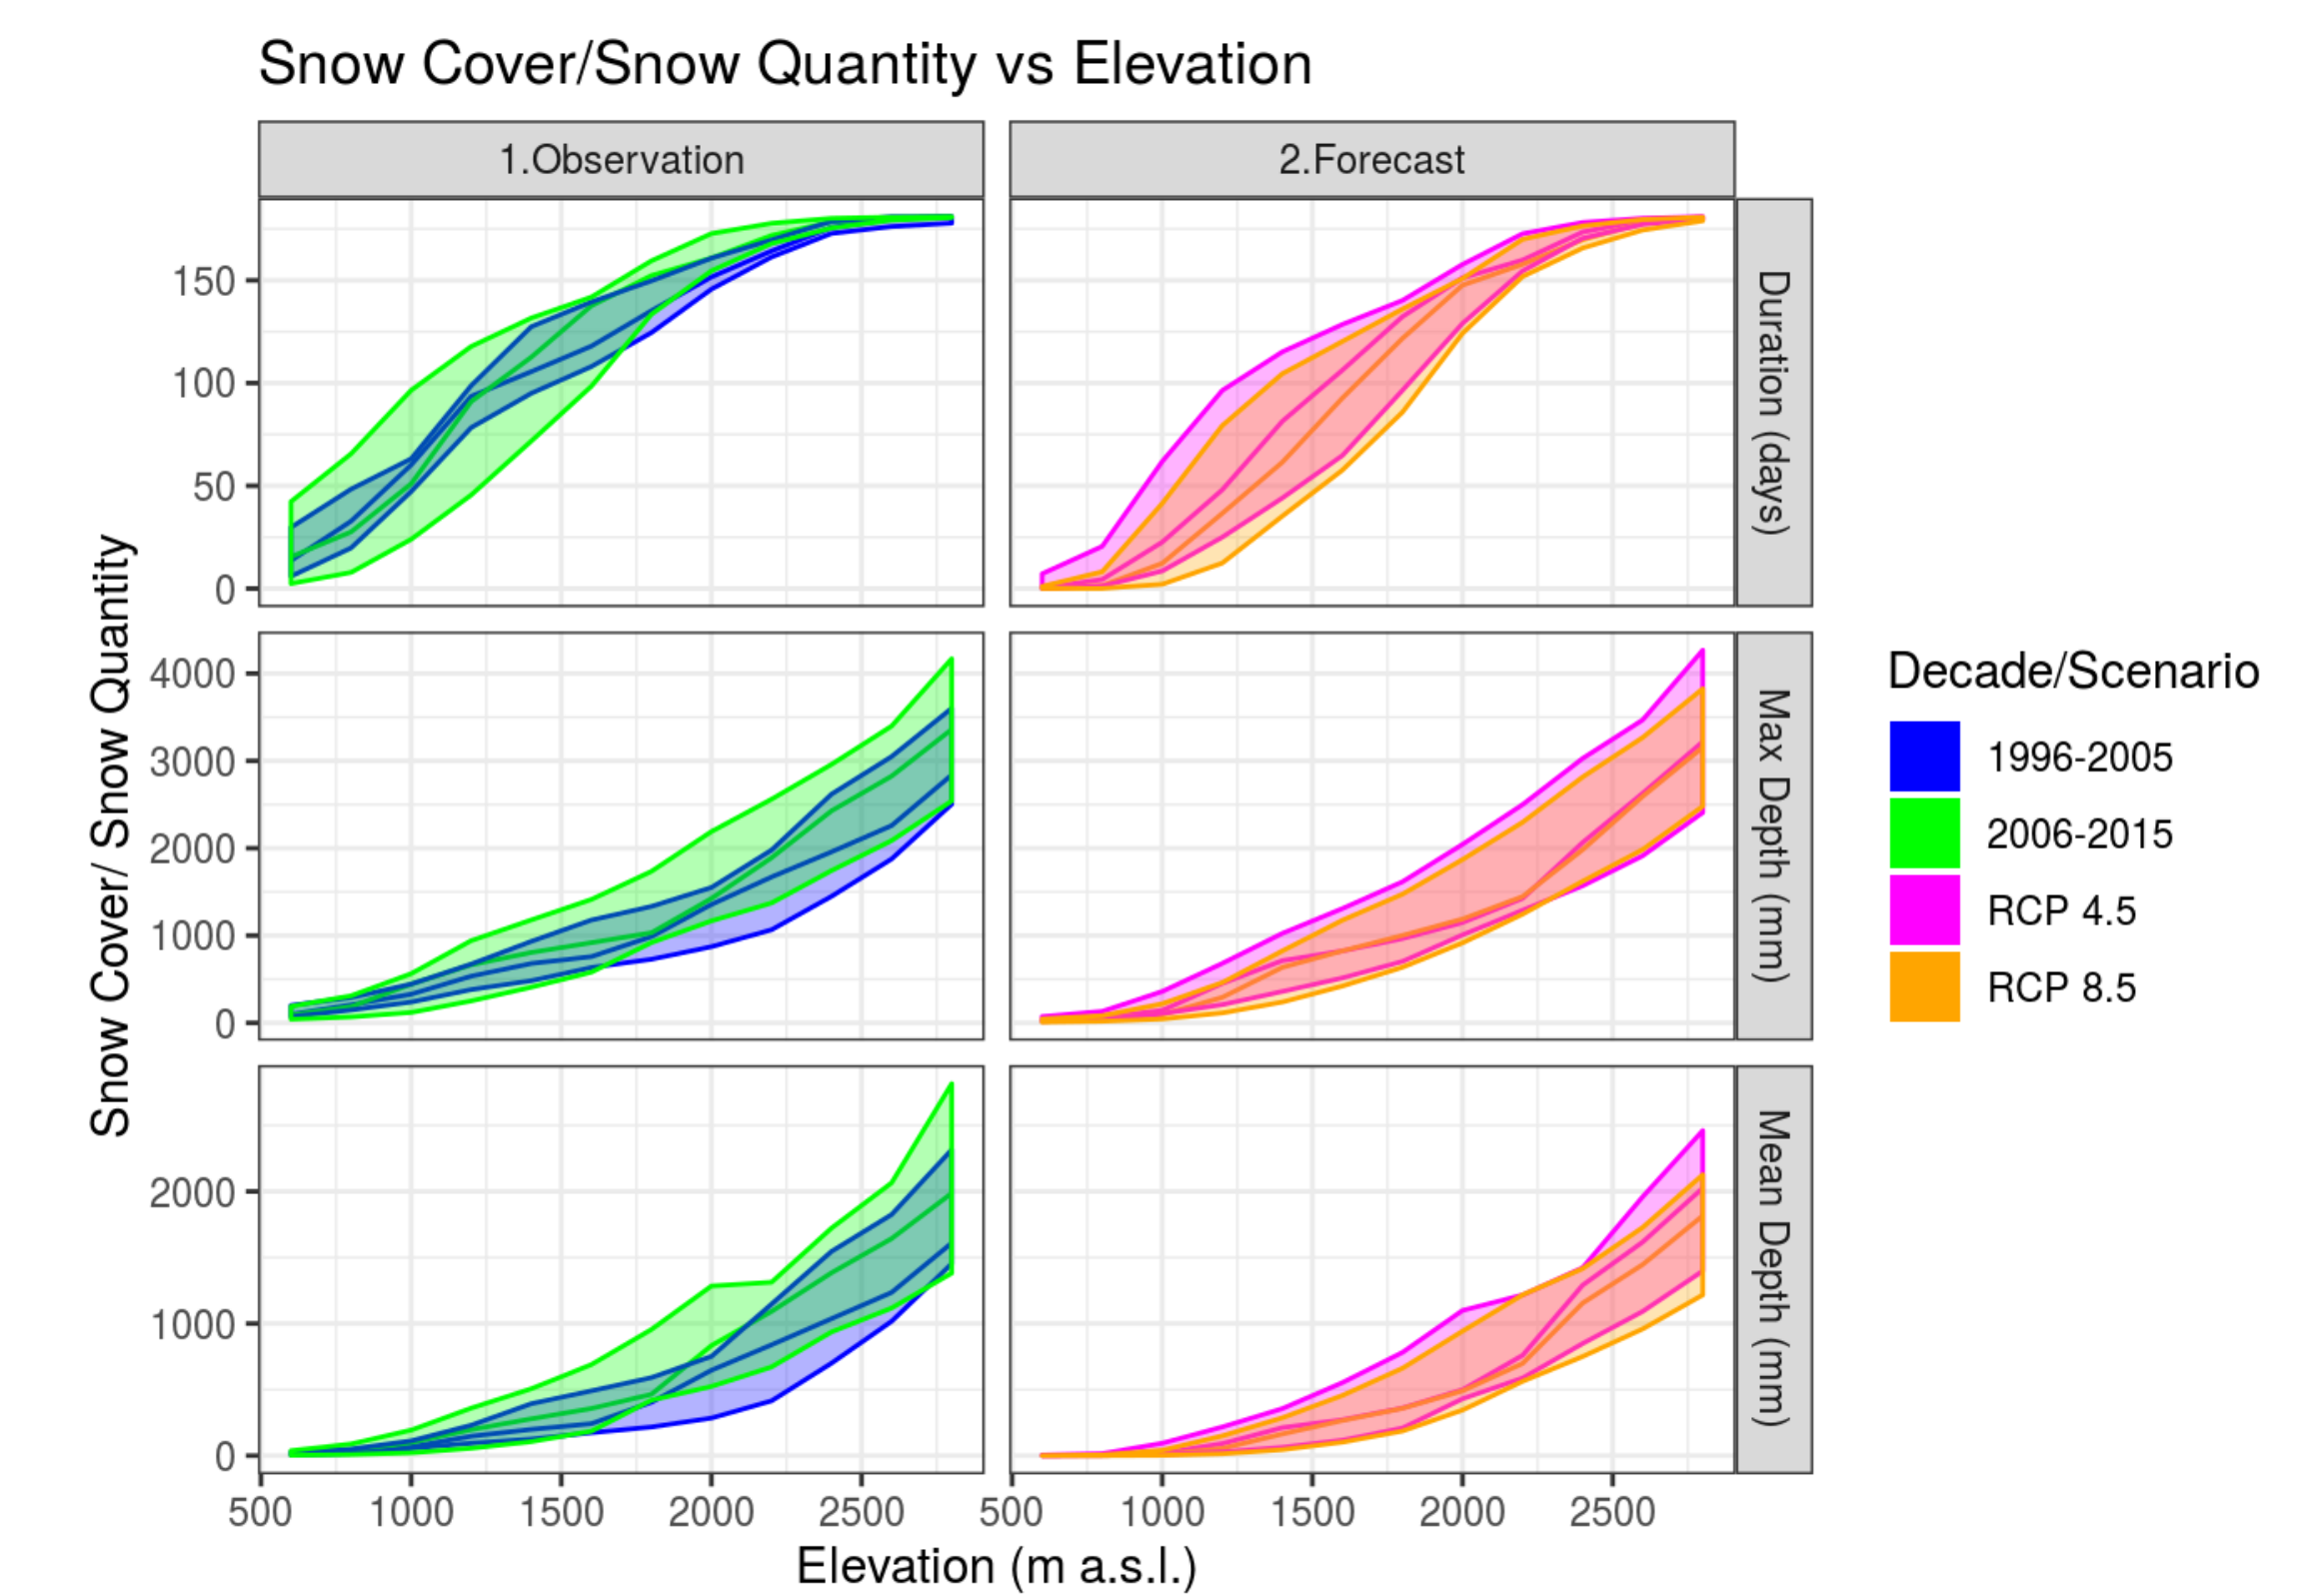 Snow Cover/Snow Quantity vs Elevation
1.Observation
2.Forecast
Snow Cover/ Snow Quantitity
150
100
50
0
Duration (days)
4000
3000
2000
1000
0
Max Depth (mm)
2000
1000
0
Mean Depth (mm)
500 1000 1500 2000 2500
500 1000 1500 2000 2500
Elevation (m a.s.l.)
Decade/Scenario
1996-2005
2006-2015
RCP 4.5
RCP 8.5